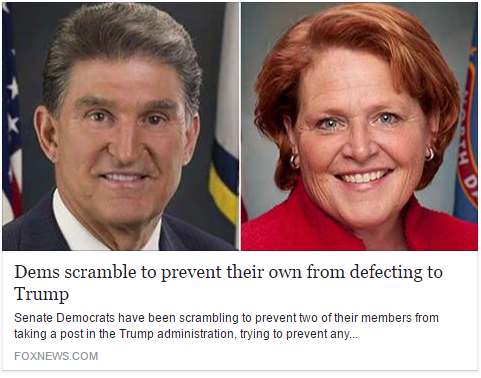 Dems scramble to prevent their own from defecting to
Trump
Senate Democrats have been scrambling to prevent two of their members from
taking a post in the Trump administration, trying to prevent any...
FOXNEWS.COM